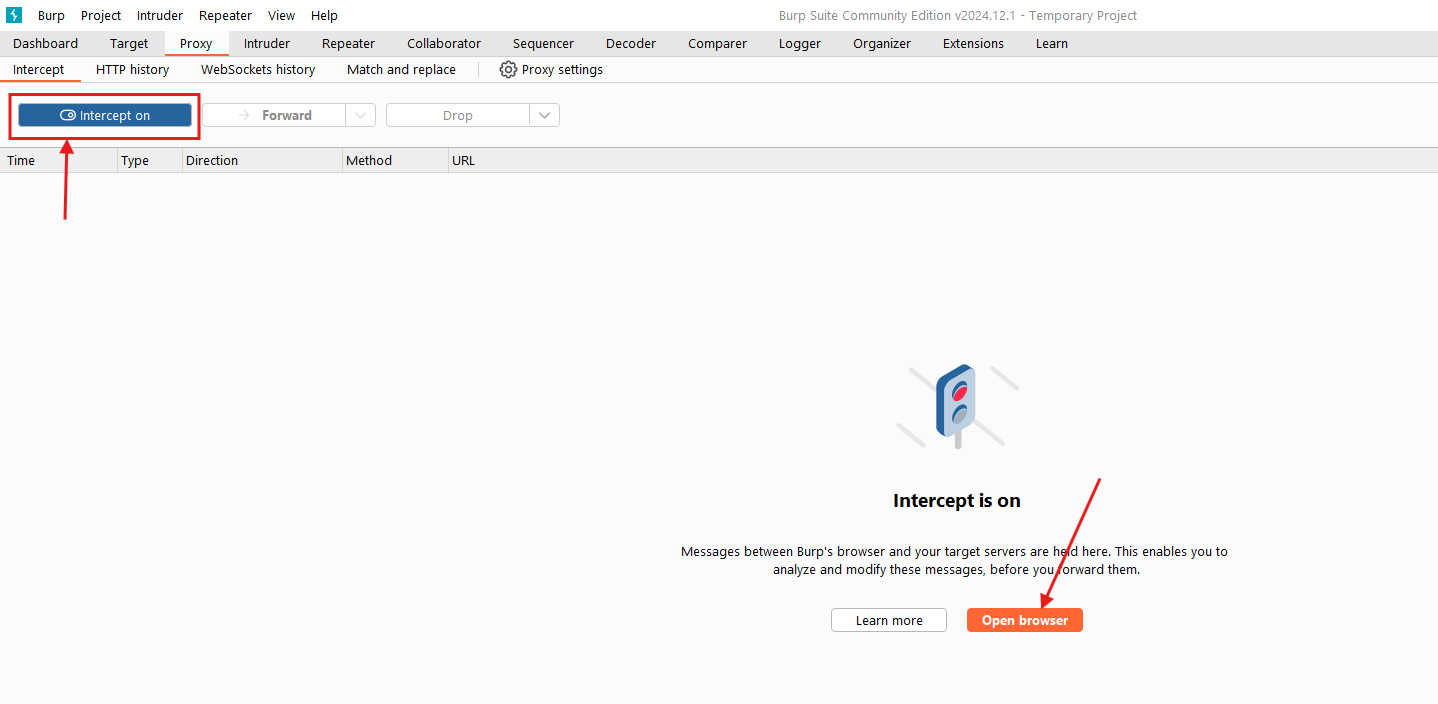 Burp Project Intruder Repeater View Help Burp Suite Community Edition v2024.12.1 - Temporary Project
Dashboard Target Proxy Intruder Repeater Collaborator Sequencer Decoder Comparer Logger Organizer Extensions Learn
Intercept HTTP history WebSockets history Match and replace Proxy settings
Intercept on Forward Drop
Time Type Direction Method URL
Intercept is on
Messages between Burp's browser and your target servers are held here. This enables you to
analyze and modify these messages, before you forward them.
Learn more Open browser